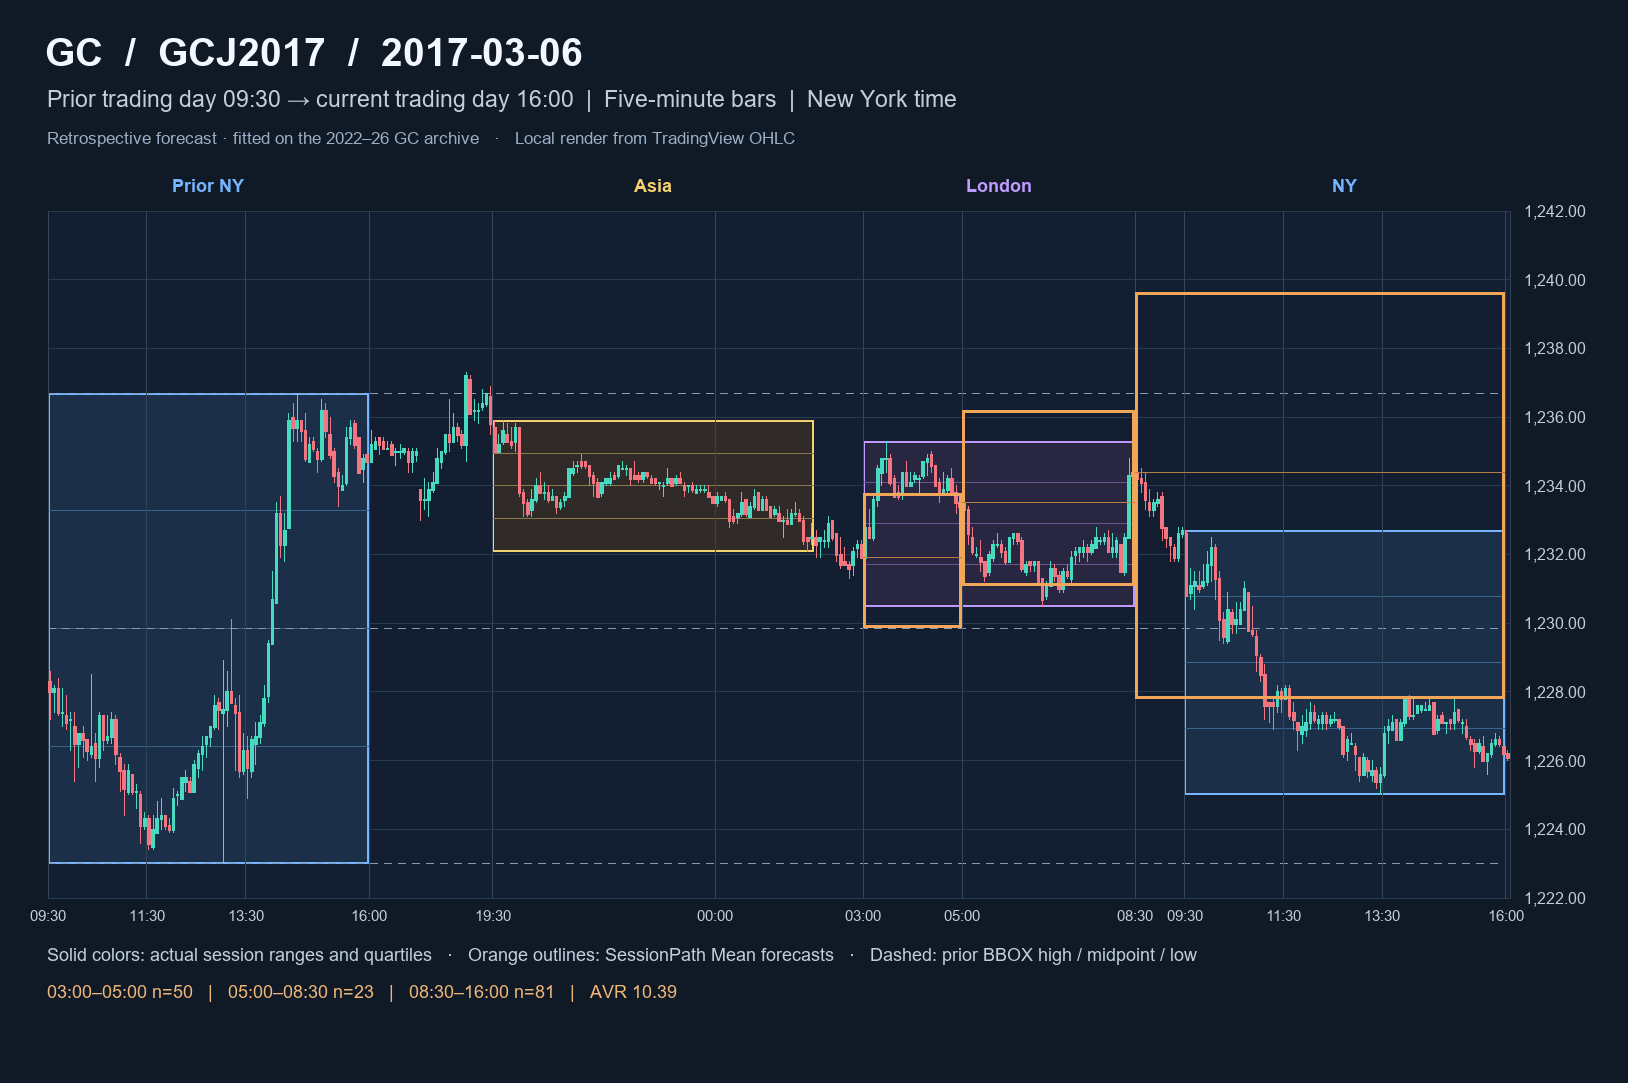 GC / GCJ2017 / 2017-03-06
Prior trading day 09:30 → current trading day 16:00 | Five-minute bars | New York time
Retrospective forecast · fitted on the 2022–26 GC archive · Local render from TradingView OHLC
Prior NY Asia London NY
1,242.00
1,240.00
1,238.00
1,236.00
1,234.00
1,232.00
1,230.00
1,228.00
1,226.00
1,224.00
1,222.00
09:30 11:30 13:30 16:00 19:30 00:00 03:00 05:00 08:30 09:30 11:30 13:30 16:00
Solid colors: actual session ranges and quartiles · Orange outlines: SessionPath Mean forecasts · Dashed: prior BBOX high / midpoint / low
03:00–05:00 n=50 | 05:00–08:30 n=23 | 08:30–16:00 n=81 | AVR 10.39